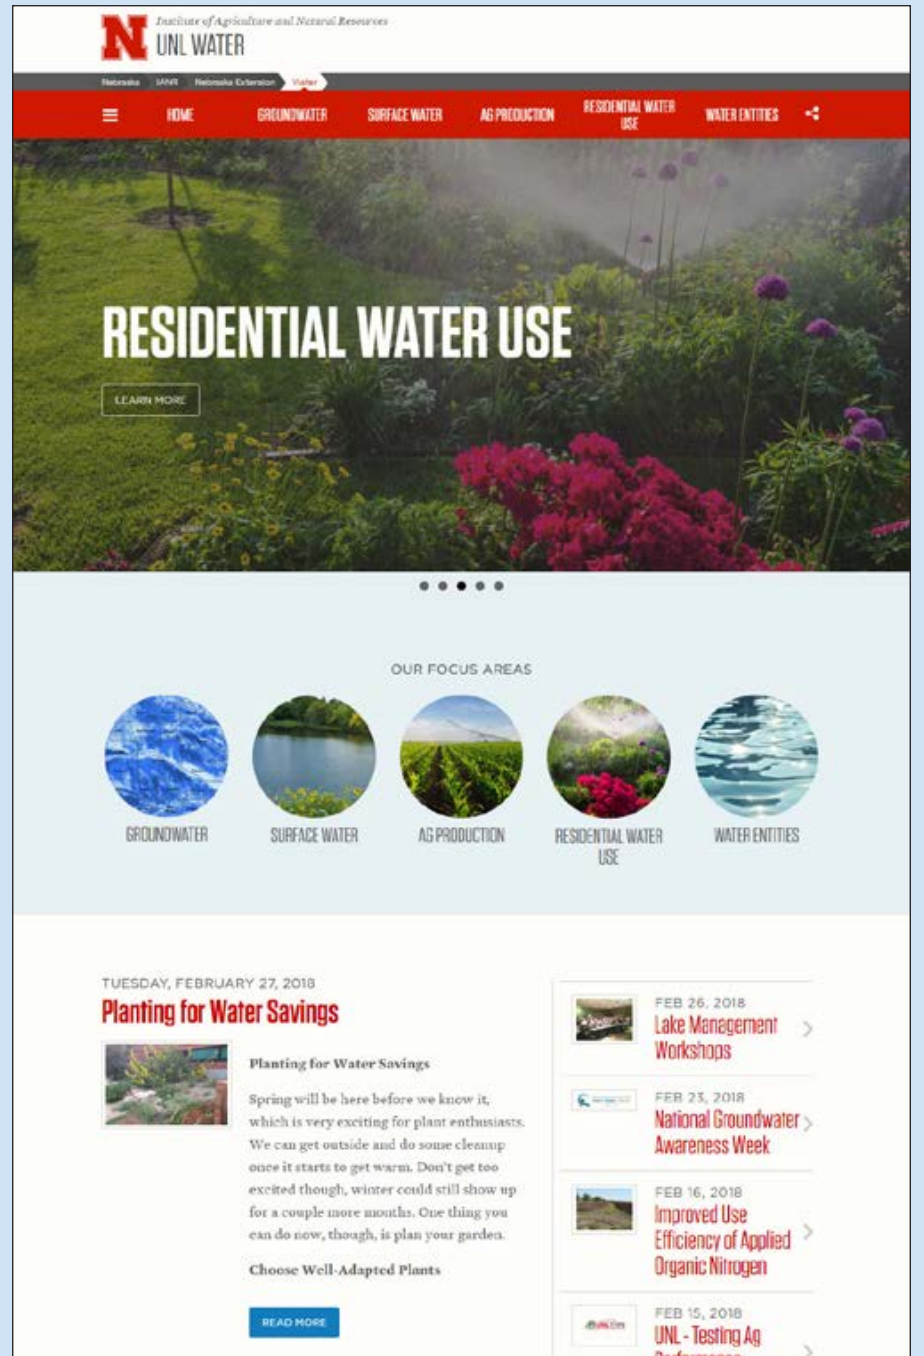 N
Institute of Agriculture and Natural Resources
UNL WATER
Nebraska IANR Nebraska Extension Water
HOME GROUNDWATER SURFACE WATER AG PRODUCTION RESIDENTIAL WATER USE WATER ENTITIES
RESIDENTIAL WATER USE
LEARN MORE
OUR FOCUS AREAS
GROUNDWATER
SURFACE WATER
AG PRODUCTION
RESIDENTIAL WATER
USE
WATER ENTITIES
TUESDAY, FEBRUARY 27, 2018
Planting for Water Savings
Planting for Water Savings
Spring will be here before we know it,
which is very exciting for plant enthusiasts.
We can get outside and do some cleanup
once it starts to get warm. Don't get too
excited though, winter could still show up
for a couple more months. One thing you
can do now, though, is plan your garden.
Choose Well-Adapted Plants
READ MORE
FEB 26, 2018
Lake Management
Workshops
FEB 23, 2018
National Groundwater
Awareness Week
FEB 16, 2018
Improved Use
Efficiency of Applied
Organic Nitrogen
FEB 15, 2018
UNL - Testing Ag